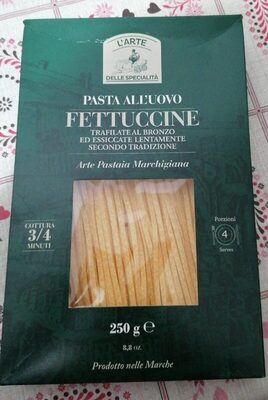 L'ARTE
DELLE SPECIALITÀ
PASTA ALL'UOVO
FETTUCCINE
TRAFILATE AL BRONZO
ED ESSICCATE LENTAMENTE
SECONDO TRADIZIONE
Arte Pastaia Marchigiana
COTTURA
3/4
MINUTI
Porzioni
4
Serves
250 g ℮
8,8 oz.
Prodotto nelle Marche